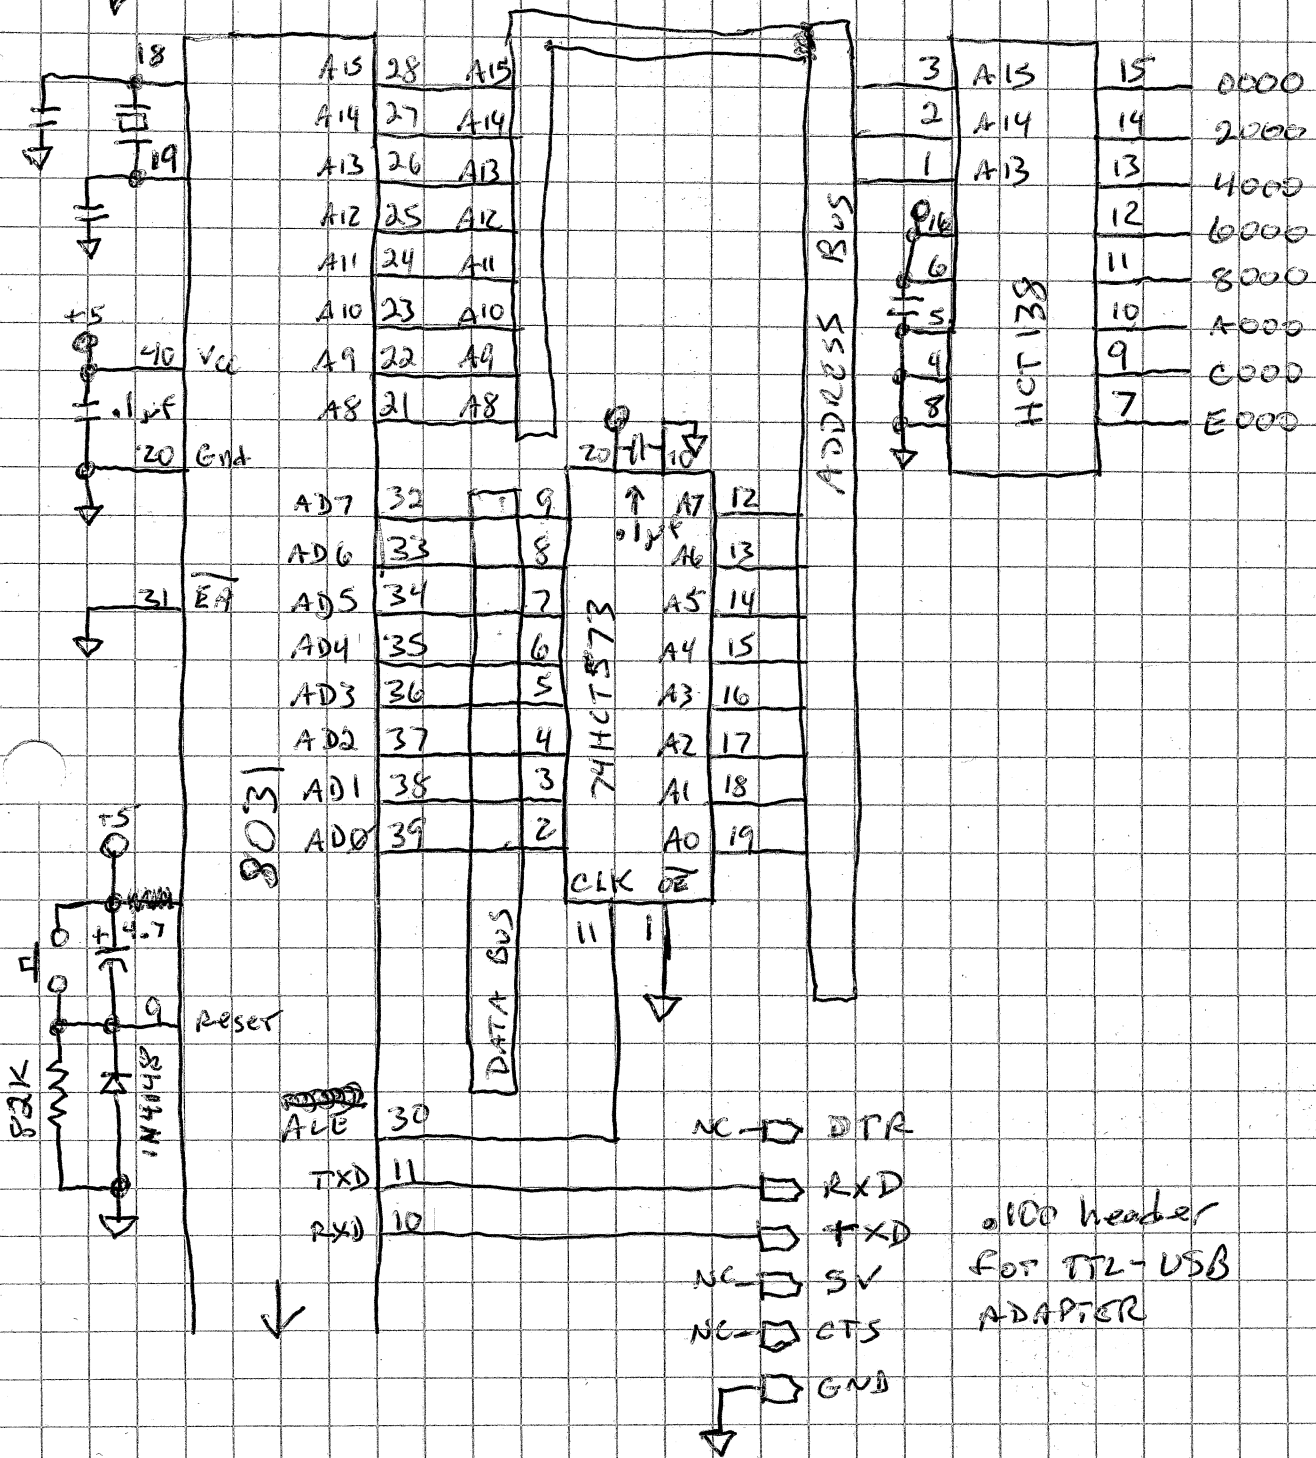 18
A15 28 A15
3 A15 15 0000
A14 27 A14
2 A14 14 2000
19
A13 26 A13
1 A13 13 4000
A12 25 A12
16 12 6000
A11 24 A11
6 11 8000
+5
A10 23 A10
5 10 A000
40 Vcc
A9 22 A9
4 9 C000
.1µF
A8 21 A8
8 7 E000
HCT138
ADDRESS BUS
20 Gnd
20 10
.1µF
AD7 32 9 A7 12
AD6 33 8 A6 13
31 EA
AD5 34 7 A5 14
AD4 35 6 A4 15
AD3 36 5 A3 16
AD2 37 4 A2 17
AD1 38 3 A1 18
AD0 39 2 A0 19
74HCT573
8031
CLK OE
11 1
DATA BUS
+5
+ 4.7
9 Reset
82K
1N4148
ALE 30
TXD 11
RXD 10
NC DTR
RXD
TXD
NC 5V
NC CTS
GND
.100 header
for TTL-USB
ADAPTER